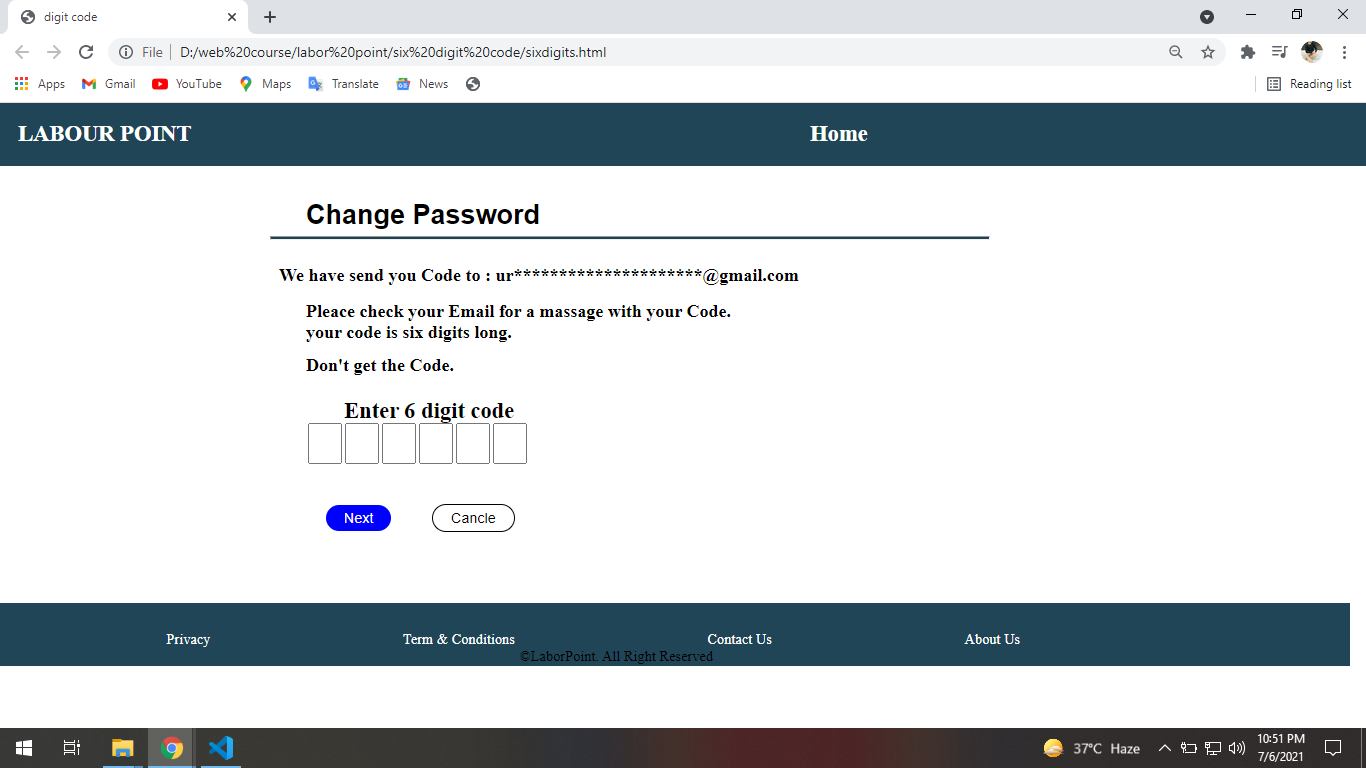 digit code
File | D:/web%20course/labor%20point/six%20digit%20code/sixdigits.html
Apps Gmail YouTube Maps Translate News Reading list
LABOUR POINT Home
Change Password
We have send you Code to : ur*********************@gmail.com
Pleace check your Email for a massage with your Code.
your code is six digits long.
Don't get the Code.
Enter 6 digit code
Next Cancle
Privacy Term & Conditions Contact Us About Us
©LaborPoint. All Right Reserved
37°C Haze
10:51 PM
7/6/2021